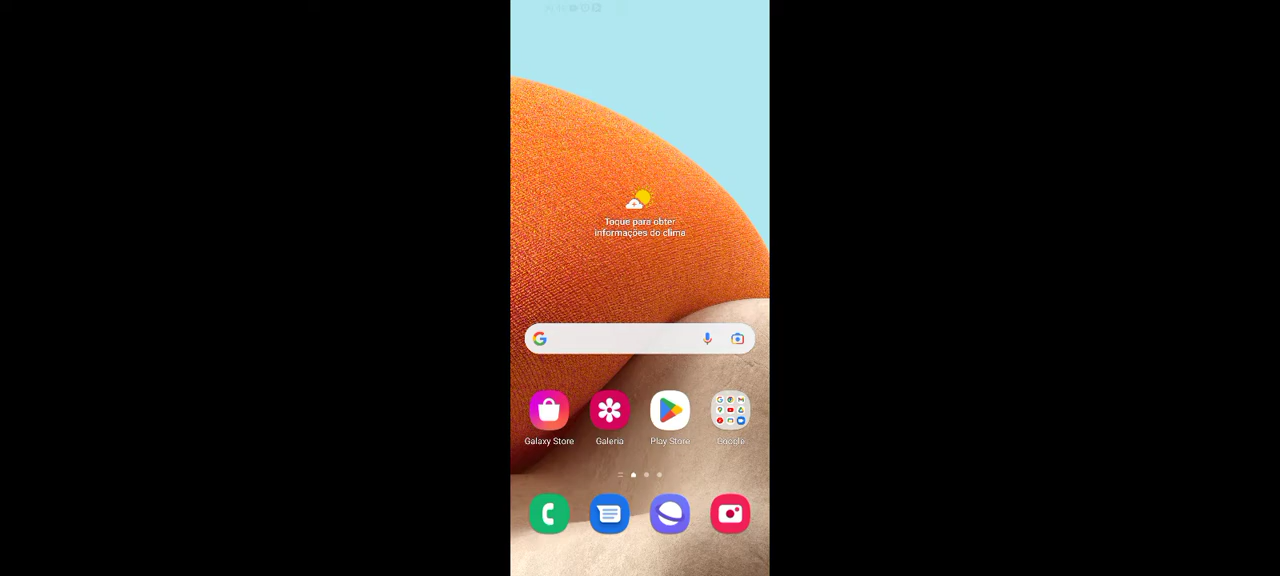 Toque para obter
informações do clima
Galaxy Store
Galeria
Play Store
Google